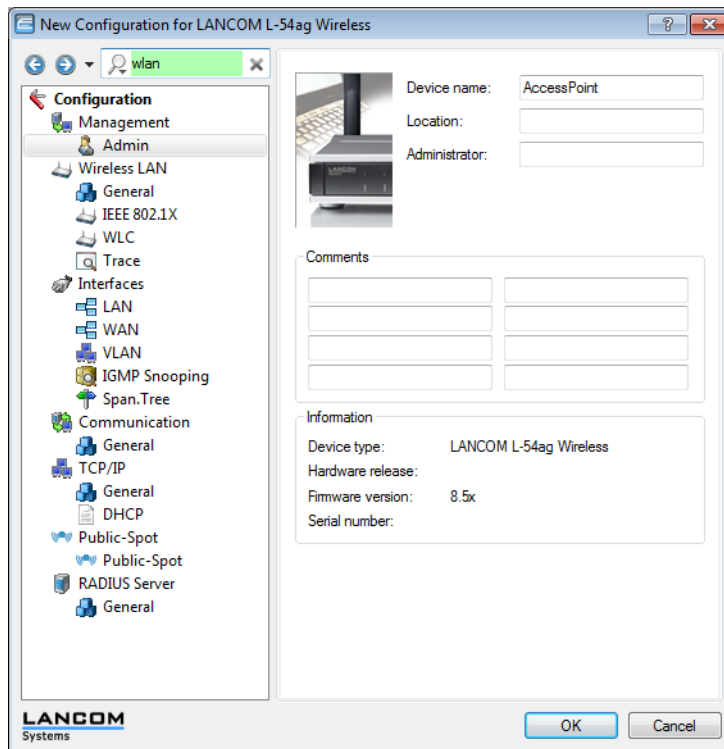 New Configuration for LANCOM L-54ag Wireless
wlan
Configuration
Management
Admin
Wireless LAN
General
IEEE 802.1X
WLC
Trace
Interfaces
LAN
WAN
VLAN
IGMP Snooping
Span.Tree
Communication
General
TCP/IP
General
DHCP
Public-Spot
Public-Spot
RADIUS Server
General
LANCOM
Systems
LANCOM
Device name: AccessPoint
Location:
Administrator:
Comments
Information
Device type: LANCOM L-54ag Wireless
Hardware release:
Firmware version: 8.5x
Serial number:
OK Cancel